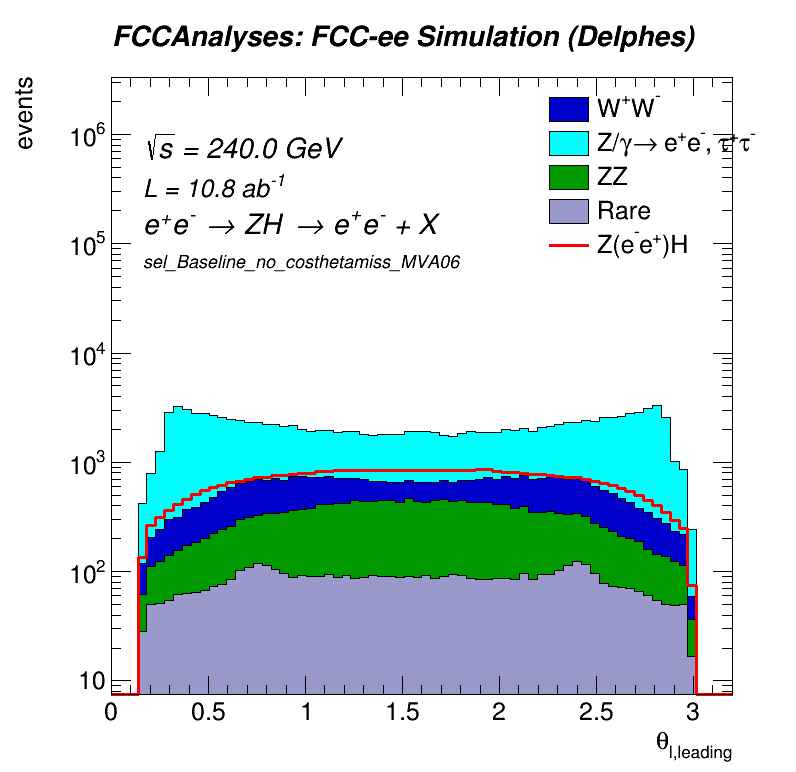 FCCAnalyses: FCC-ee Simulation (Delphes)
events
√s = 240.0 GeV
L = 10.8 ab⁻¹
e⁺e⁻ → ZH → e⁺e⁻ + X
sel_Baseline_no_costhetamiss_MVA06
W⁺W⁻
Z/γ→ e⁺e⁻, τ⁺τ⁻
ZZ
Rare
Z(e⁻e⁺)H
10⁶
10⁵
10⁴
10³
10²
10
0 0.5 1 1.5 2 2.5 3
θ_l,leading